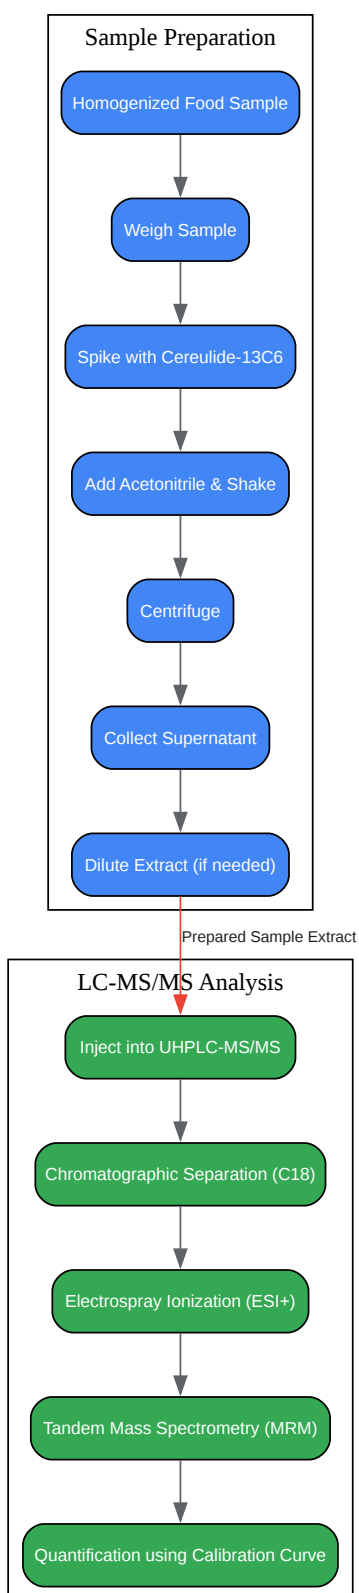 Sample Preparation
Homogenized Food Sample
Weigh Sample
Spike with Cereulide-13C6
Add Acetonitrile & Shake
Centrifuge
Collect Supernatant
Dilute Extract (if needed)
Prepared Sample Extract
LC-MS/MS Analysis
Inject into UHPLC-MS/MS
Chromatographic Separation (C18)
Electrospray Ionization (ESI+)
Tandem Mass Spectrometry (MRM)
Quantification using Calibration Curve